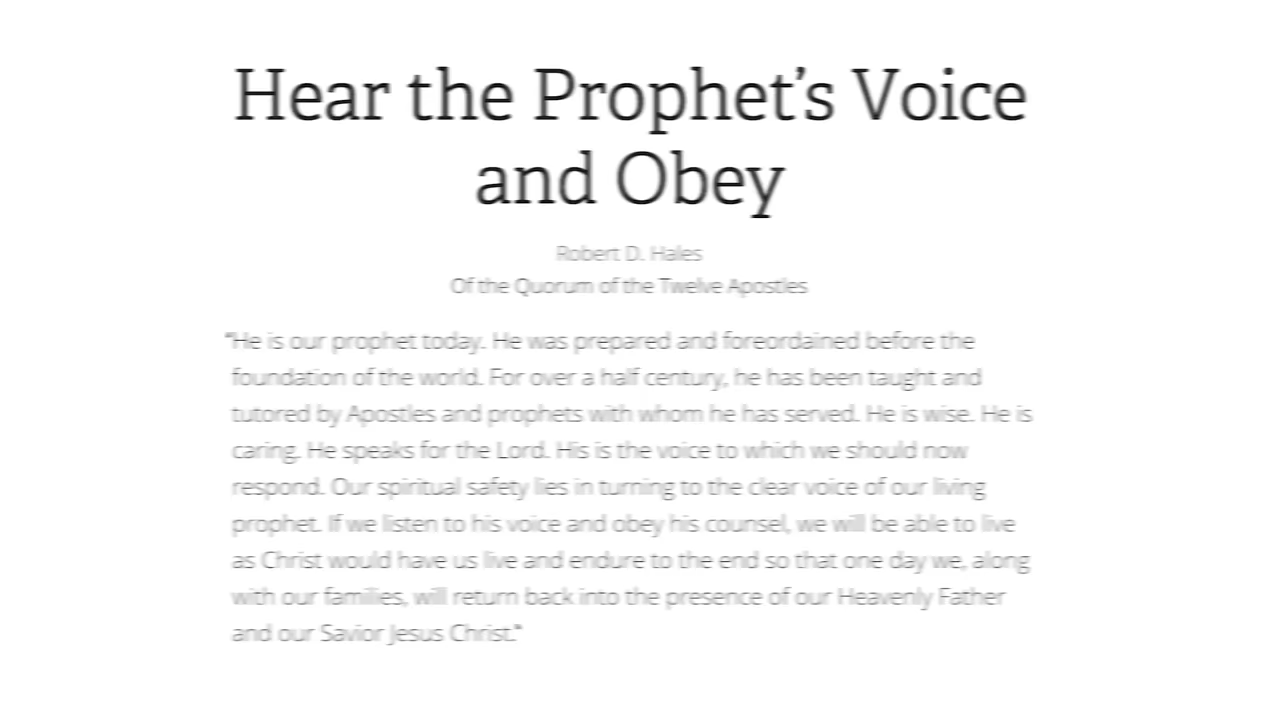 Hear the Prophet’s Voice
and Obey
Robert D. Hales
Of the Quorum of the Twelve Apostles
"He is our prophet today. He was prepared and foreordained before the
foundation of the world. For over a half century, he has been taught and
tutored by Apostles and prophets with whom he has served. He is wise. He is
caring. He speaks for the Lord. His is the voice to which we should now
respond. Our spiritual safety lies in turning to the clear voice of our living
prophet. If we listen to his voice and obey his counsel, we will be able to live
as Christ would have us live and endure to the end so that one day we, along
with our families, will return back into the presence of our Heavenly Father
and our Savior Jesus Christ."